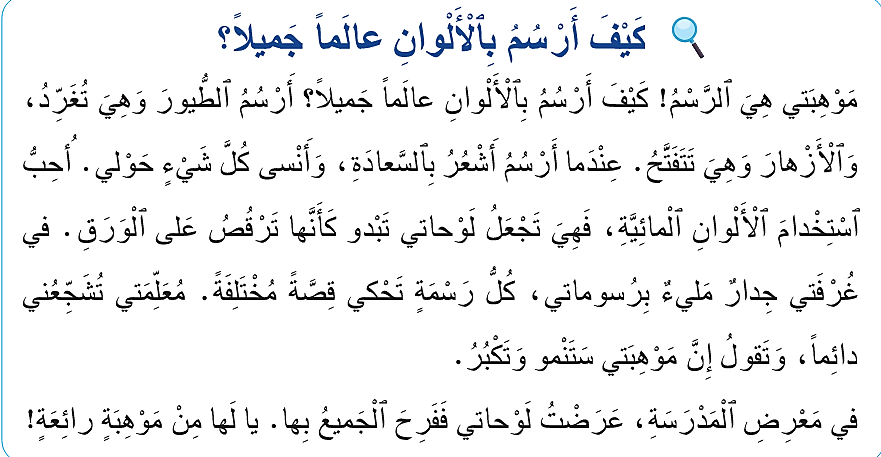 كَيْفَ أَرْسُمُ بِٱلْأَلْوانِ عالَماً جَميلاً؟
مَوْهِبَتي هِيَ ٱلرَّسْمُ! كَيْفَ أَرْسُمُ بِٱلْأَلْوانِ عالَماً جَميلاً؟ أَرْسُمُ ٱلطُّيورَ وَهِيَ تُغَرِّدُ،
وَٱلْأَزْهارَ وَهِيَ تَتَفَتَّحُ. عِنْدَما أَرْسُمُ أَشْعُرُ بِٱلسَّعادَةِ، وَأَنْسى كُلَّ شَيْءٍ حَوْلي. أُحِبُّ
ٱسْتِخْدامَ ٱلْأَلْوانِ ٱلْمائِيَّةِ، فَهِيَ تَجْعَلُ لَوْحاتي تَبْدو كَأَنَّها تَرْقُصُ عَلى ٱلْوَرَقِ. في
غُرْفَتي جِدارٌ مَليءٌ بِرُسوماتي، كُلُّ رَسْمَةٍ تَحْكي قِصَّةً مُخْتَلِفَةً. مُعَلِّمَتي تُشَجِّعُني
دائِماً، وَتَقولُ إِنَّ مَوْهِبَتي سَتَنْمو وَتَكْبُرُ.
في مَعْرِضِ ٱلْمَدْرَسَةِ، عَرَضْتُ لَوْحاتي فَفَرِحَ ٱلْجَميعُ بِها. يا لَها مِنْ مَوْهِبَةٍ رائِعَةٍ!